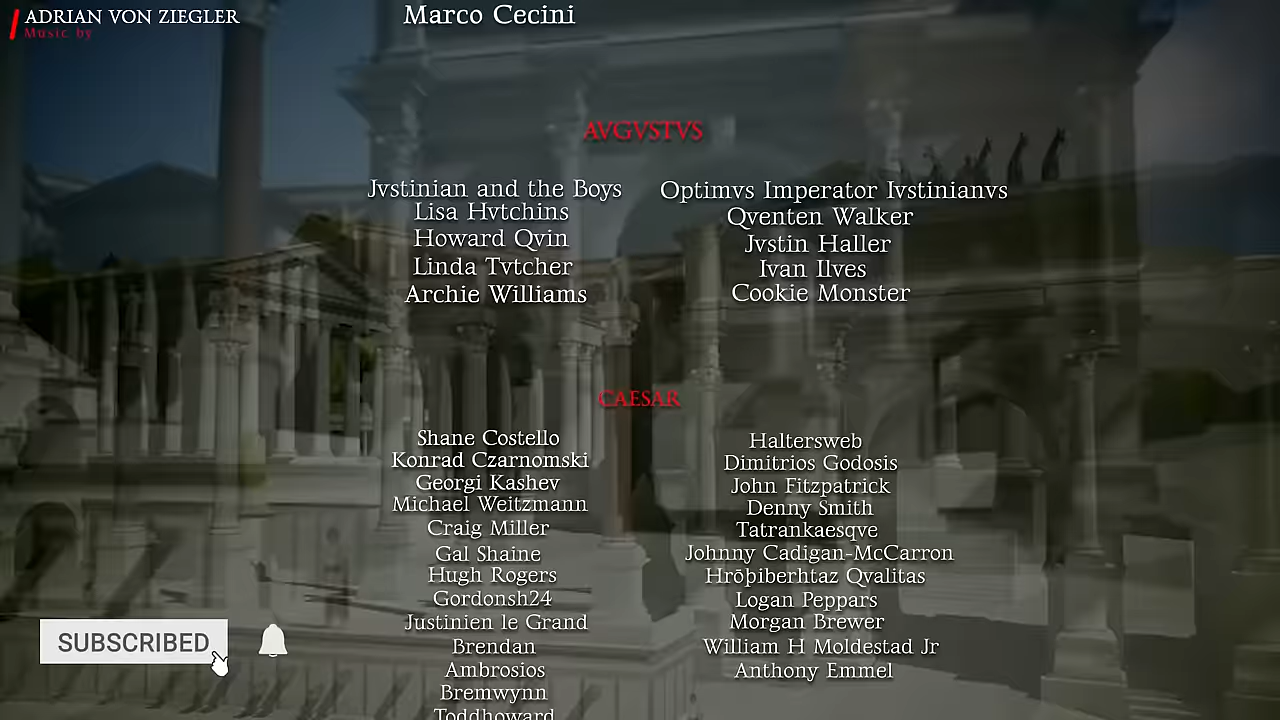 ADRIAN VON ZIEGLER
Music by
Marco Cecini
AVGVSTVS
Jvstinian and the Boys
Lisa Hvtchins
Howard Qvin
Linda Tvtcher
Archie Williams
Optimvs Imperator Ivstinianvs
Qventen Walker
Jvstin Haller
Ivan Ilves
Cookie Monster
CAESAR
Shane Costello
Konrad Czarnomski
Georgi Kashev
Michael Weitzmann
Craig Miller
Gal Shaine
Hugh Rogers
Gordonsh24
Justinien le Grand
Brendan
Ambrosios
Bremwynn
Toddhoward
Haltersweb
Dimitrios Godosis
John Fitzpatrick
Denny Smith
Tatrankaesqve
Johnny Cadigan-McCarron
Hrōþiberhtaz Qvalitas
Logan Peppars
Morgan Brewer
William H Moldestad Jr
Anthony Emmel
SUBSCRIBED